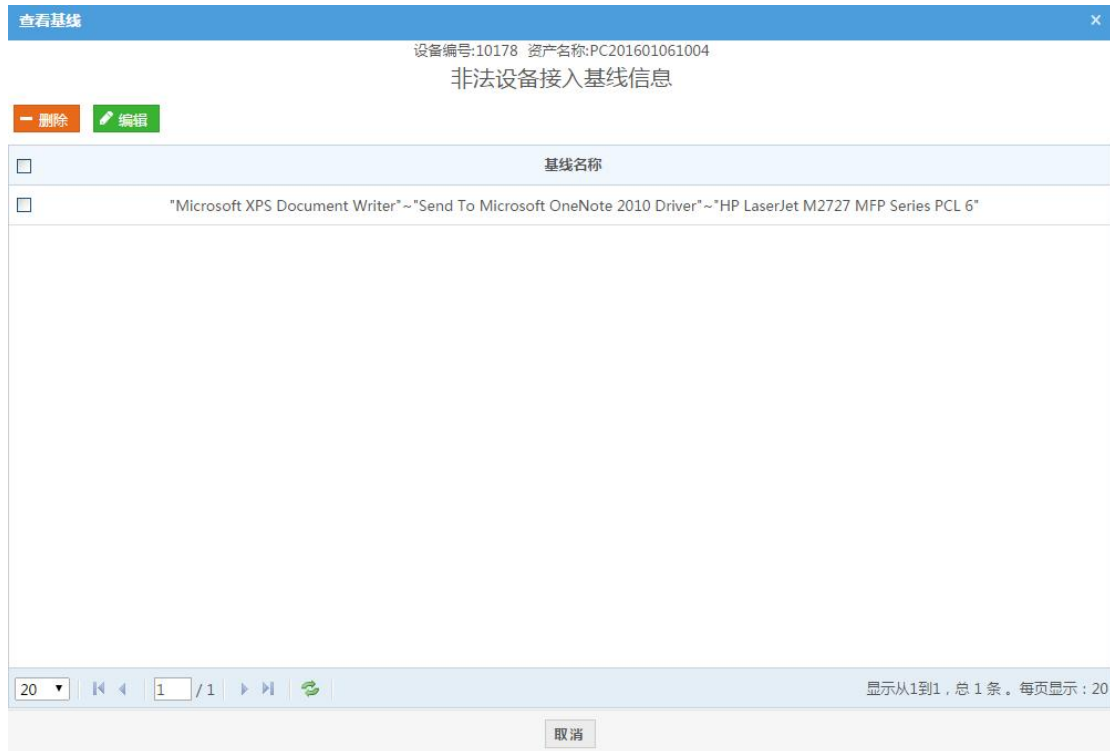 查看基线
设备编号:10178 资产名称:PC201601061004
非法设备接入基线信息
删除 编辑
基线名称
"Microsoft XPS Document Writer"~"Send To Microsoft OneNote 2010 Driver"~"HP LaserJet M2727 MFP Series PCL 6"
20 1 / 1 显示从1到1，总 1 条 。每页显示：20
取消